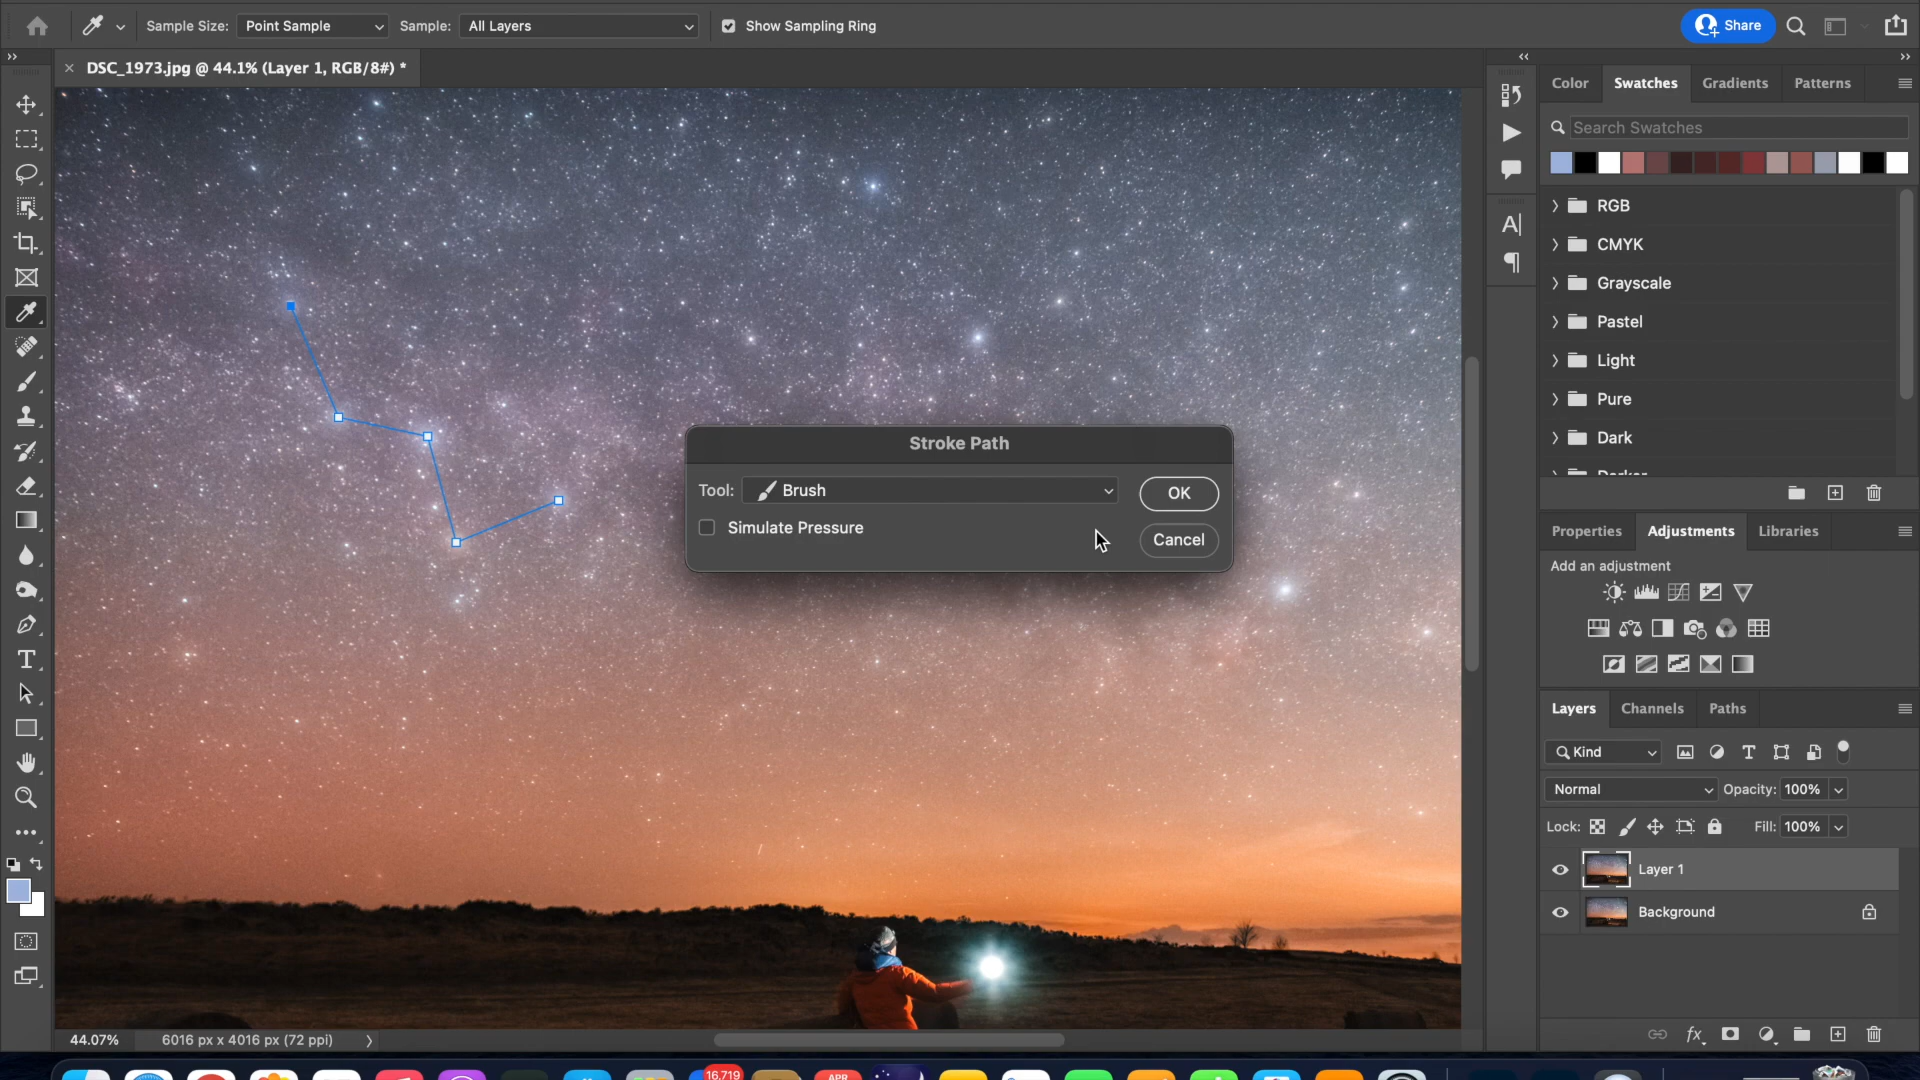 Sample Size: Point Sample Sample: All Layers Show Sampling Ring Share
DSC_1973.jpg @ 44.1% (Layer 1, RGB/8#) *
Color Swatches Gradients Patterns
Search Swatches
RGB
CMYK
Grayscale
Pastel
Light
Pure
Dark
Darker
Stroke Path
Tool: Brush OK
Simulate Pressure Cancel
Properties Adjustments Libraries
Add an adjustment
Layers Channels Paths
Kind
Normal Opacity: 100%
Lock: Fill: 100%
Layer 1
Background
44.07% 6016 px x 4016 px (72 ppi)
16,719
APR